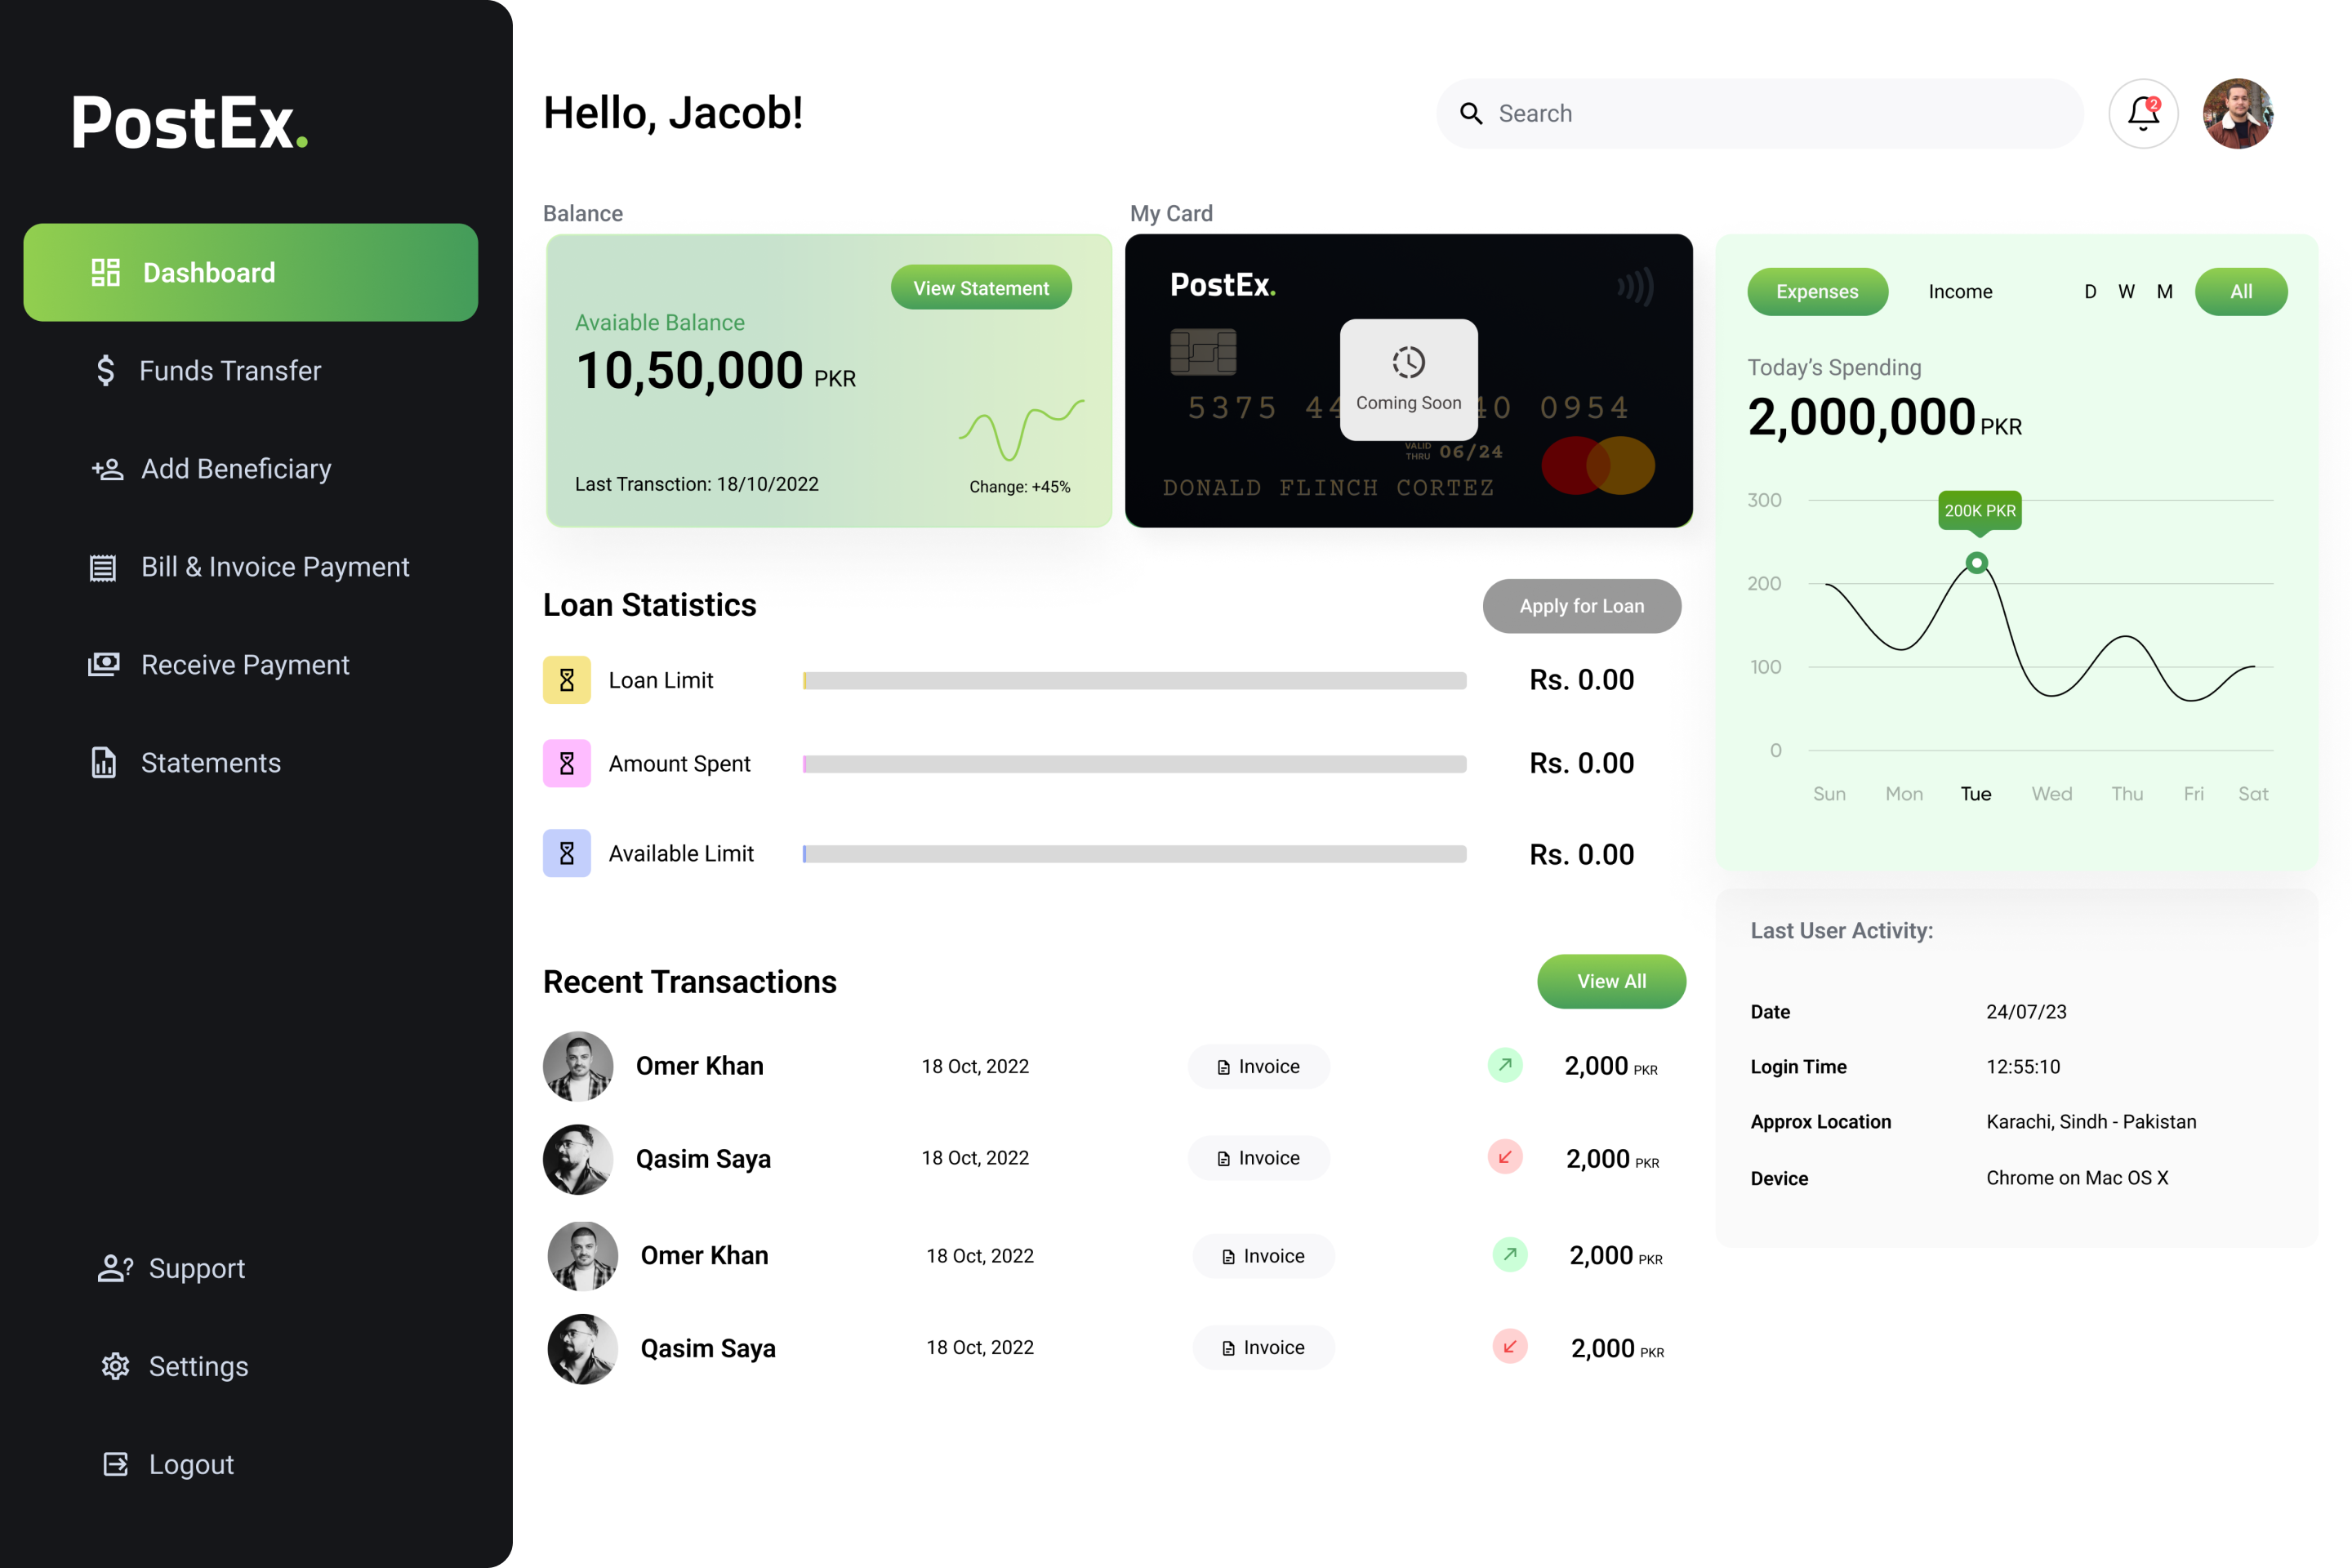 PostEx.
Dashboard
Funds Transfer
Add Beneficiary
Bill & Invoice Payment
Receive Payment
Statements
Support
Settings
Logout
Hello, Jacob!
Search
2
Balance
View Statement
Avaiable Balance
10,50,000 PKR
Last Transction: 18/10/2022
Change: +45%
My Card
PostEx.
Coming Soon
5375 44 40 0954
VALID
THRU 06/24
DONALD FLINCH CORTEZ
Loan Statistics
Apply for Loan
Loan Limit Rs. 0.00
Amount Spent Rs. 0.00
Available Limit Rs. 0.00
Recent Transactions
View All
Omer Khan 18 Oct, 2022 Invoice 2,000 PKR
Qasim Saya 18 Oct, 2022 Invoice 2,000 PKR
Omer Khan 18 Oct, 2022 Invoice 2,000 PKR
Qasim Saya 18 Oct, 2022 Invoice 2,000 PKR
Expenses Income D W M All
Today’s Spending
2,000,000 PKR
300
200K PKR
200
100
0
Sun Mon Tue Wed Thu Fri Sat
Last User Activity:
Date 24/07/23
Login Time 12:55:10
Approx Location Karachi, Sindh - Pakistan
Device Chrome on Mac OS X